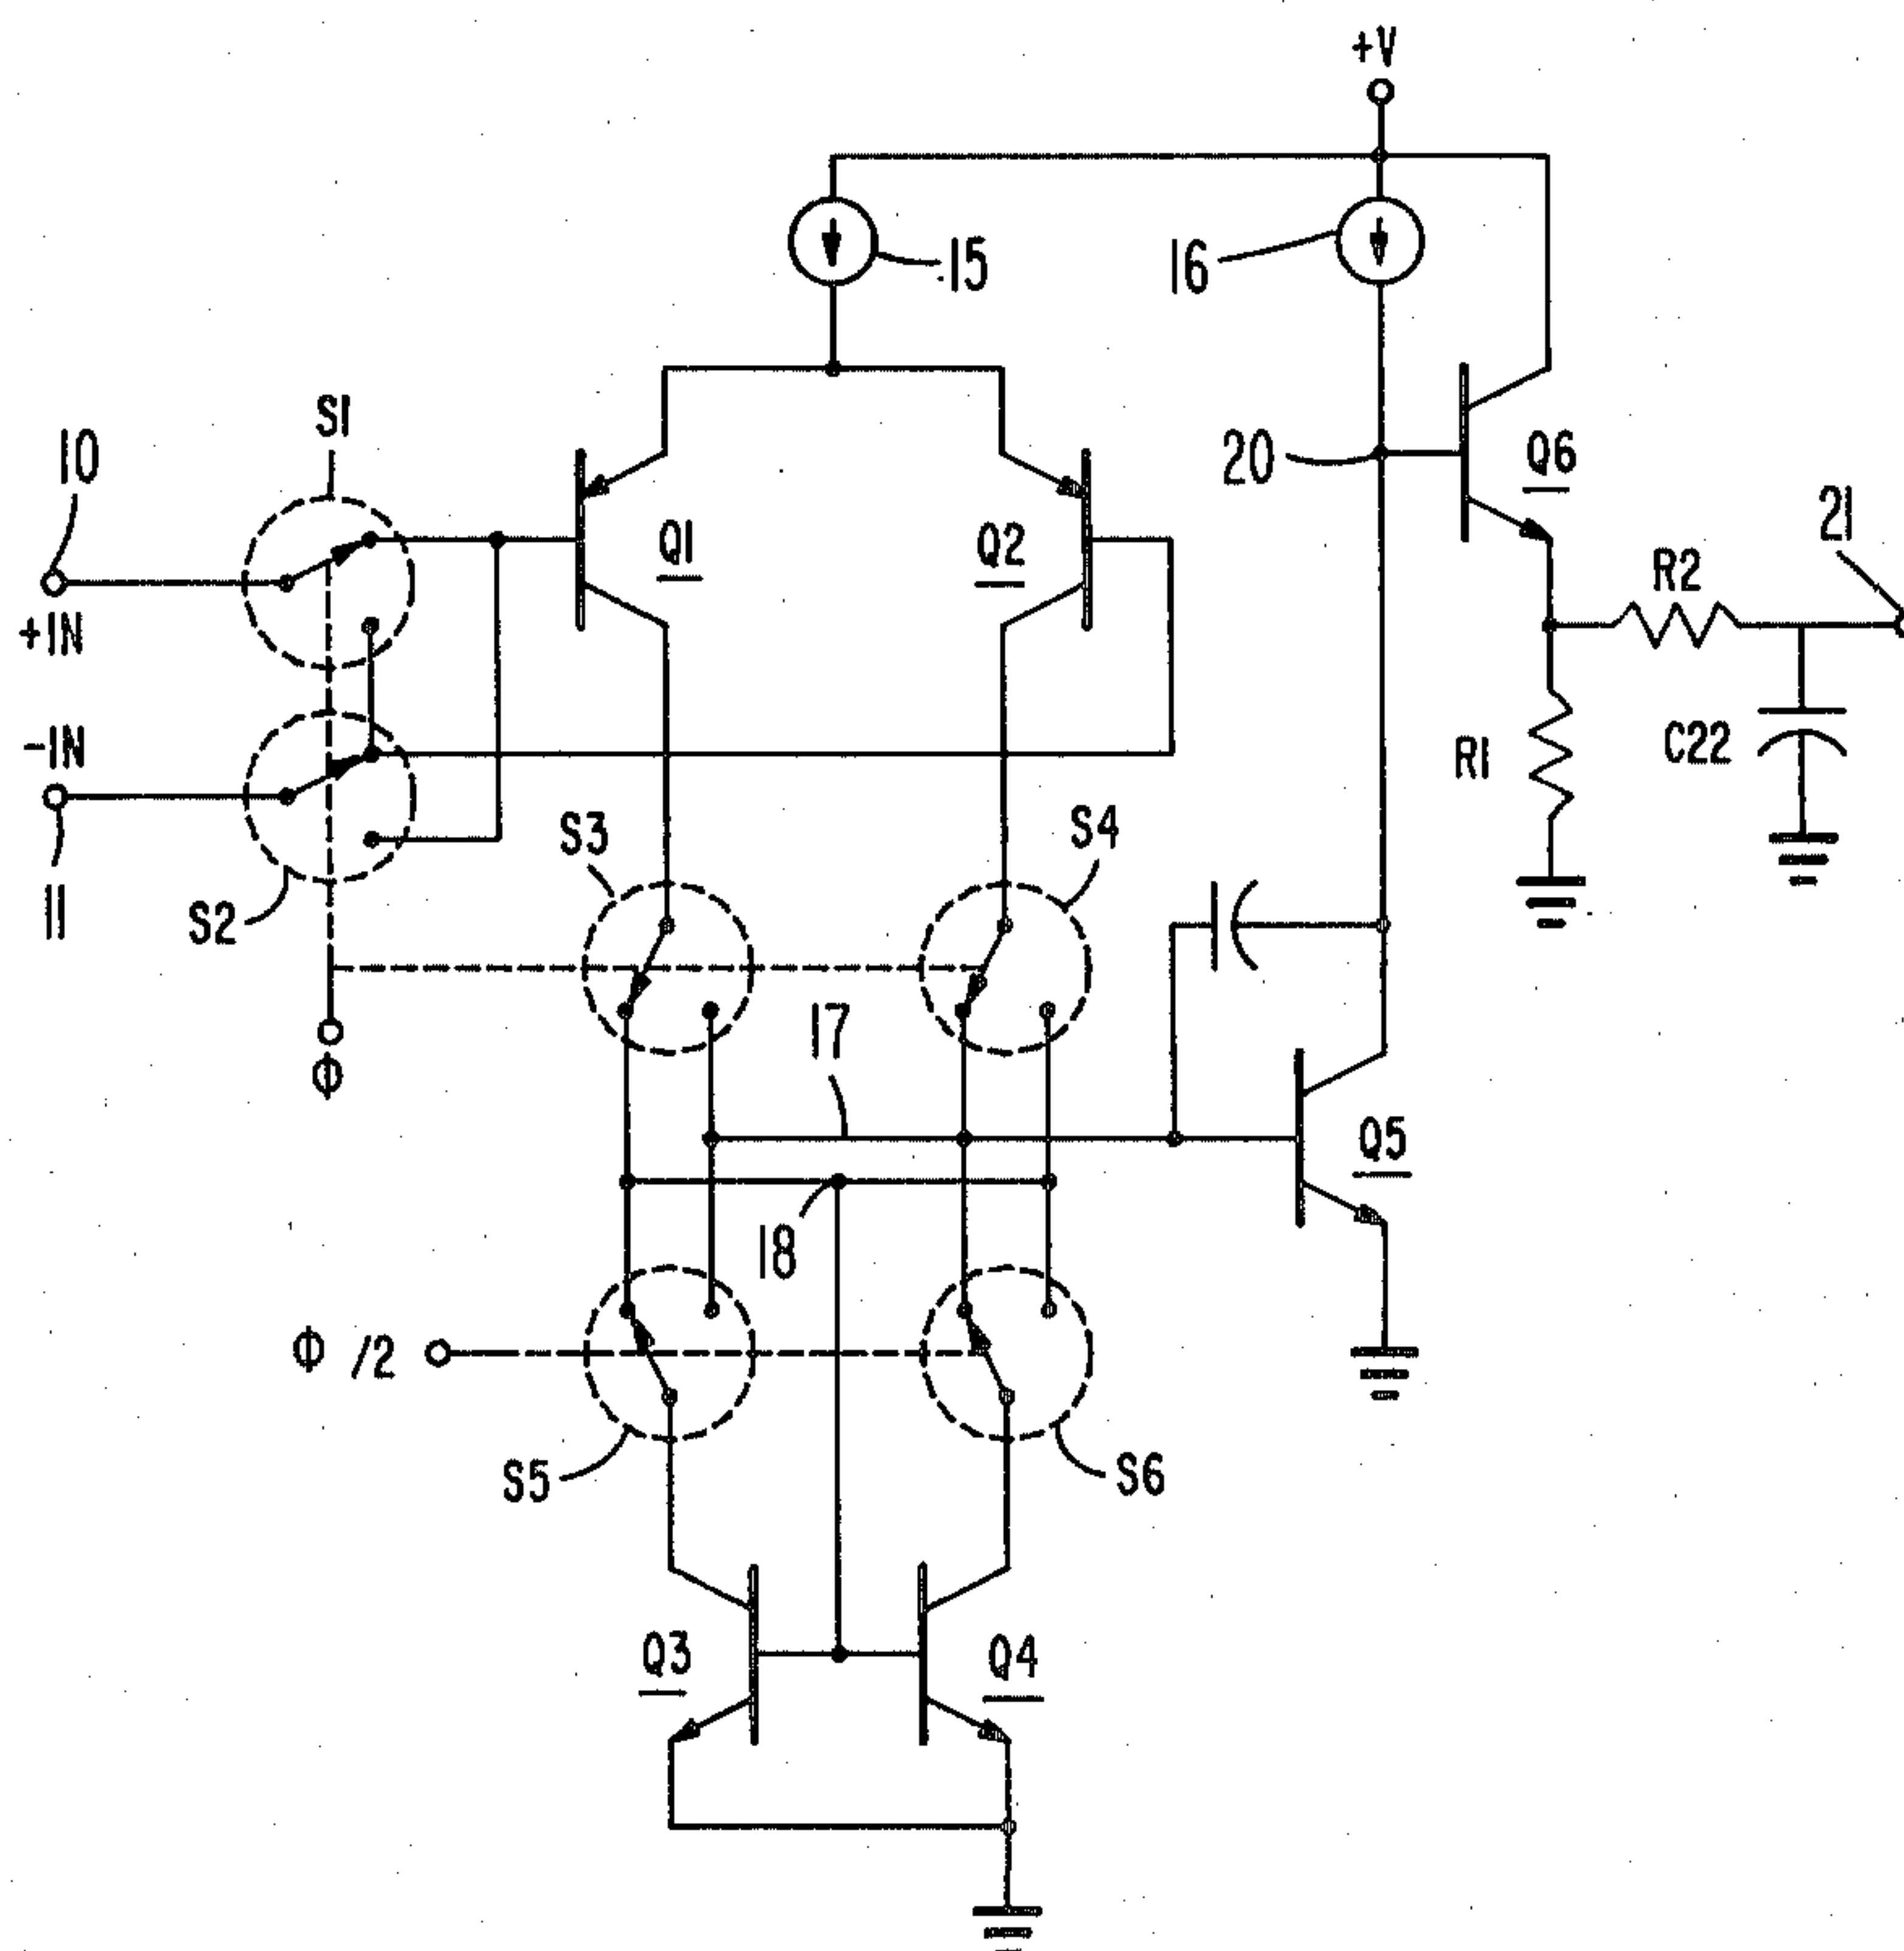 +V
15
16
S1
10
20
Q6
Q1
Q2
21
R2
+IN
-IN
R1
C22
S3
S4
11
S2
17
Φ
Q5
18
Φ /2
S5
S6
Q3
Q4